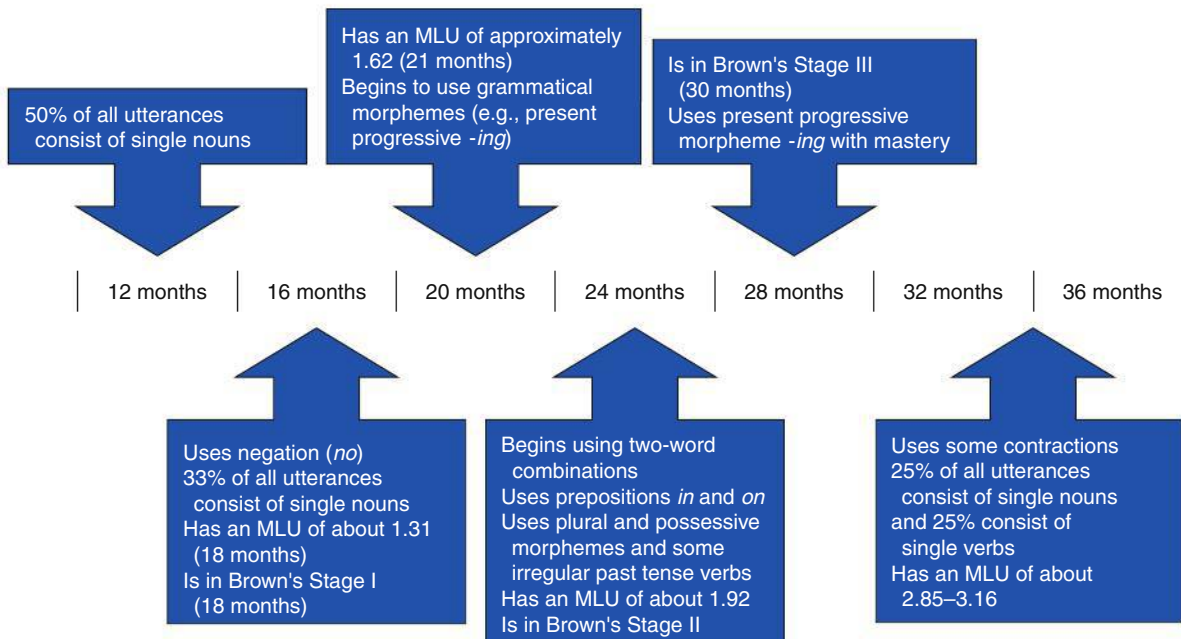 50% of all utterances
consist of single nouns
Has an MLU of approximately
1.62 (21 months)
Begins to use grammatical
morphemes (e.g., present
progressive -ing)
Is in Brown's Stage III
(30 months)
Uses present progressive
morpheme -ing with mastery
12 months
16 months
20 months
24 months
28 months
32 months
36 months
Uses negation (no)
33% of all utterances
consist of single nouns
Has an MLU of about 1.31
(18 months)
Is in Brown's Stage I
(18 months)
Begins using two-word
combinations
Uses prepositions in and on
Uses plural and possessive
morphemes and some
irregular past tense verbs
Has an MLU of about 1.92
Is in Brown's Stage II
Uses some contractions
25% of all utterances
consist of single nouns
and 25% consist of
single verbs
Has an MLU of about
2.85–3.16